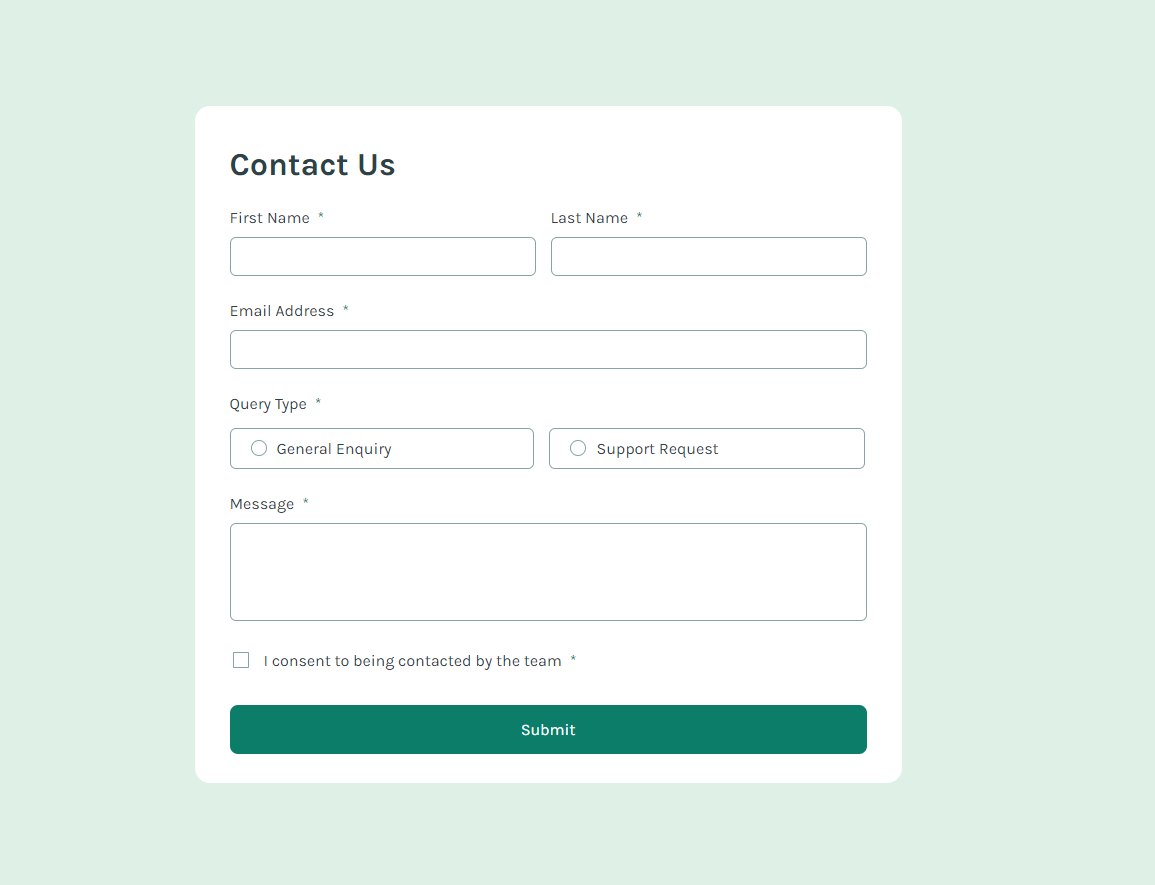 Contact Us
First Name * Last Name *
Email Address *
Query Type *
General Enquiry Support Request
Message *
I consent to being contacted by the team *
Submit